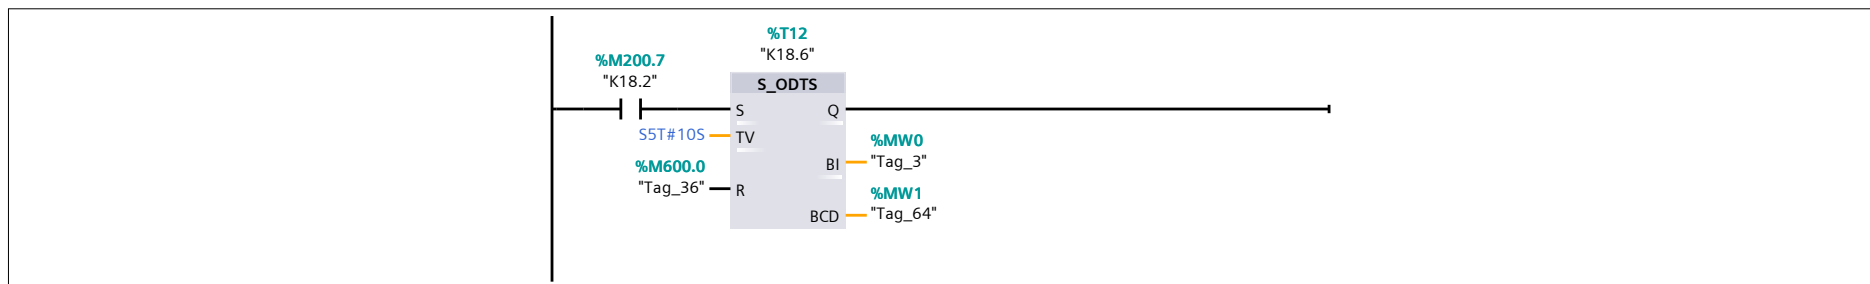 %T12
"K18.6"
%M200.7
"K18.2"
S_ODTS
S Q
S5T#10S TV
%MW0
BI "Tag_3"
%M600.0
"Tag_36" R
%MW1
BCD "Tag_64"